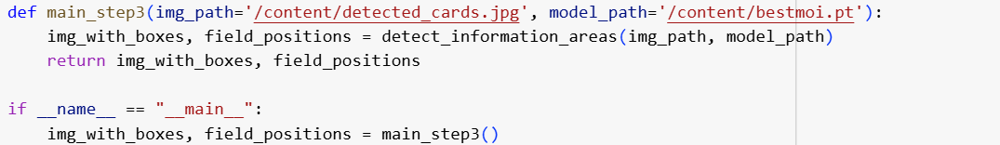 def main_step3(img_path='/content/detected_cards.jpg', model_path='/content/bestmoi.pt'):
    img_with_boxes, field_positions = detect_information_areas(img_path, model_path)
    return img_with_boxes, field_positions

if __name__ == "__main__":
    img_with_boxes, field_positions = main_step3()